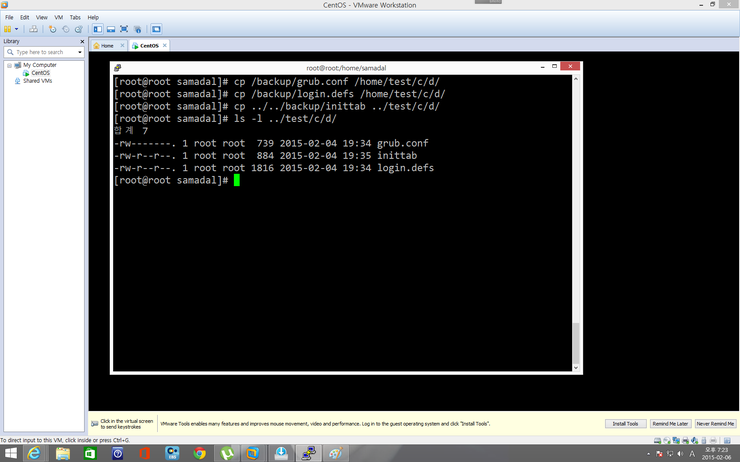 CentOS - VMware Workstation
File Edit View VM Tabs Help
Library
Type here to search
My Computer
CentOS
Shared VMs
Home
CentOS
root@root:/home/samadal
[root@root samadal]# cp /backup/grub.conf /home/test/c/d/
[root@root samadal]# cp /backup/login.defs /home/test/c/d/
[root@root samadal]# cp ../../backup/inittab ../test/c/d/
[root@root samadal]# ls -l ../test/c/d/
합계 7
-rw-------. 1 root root 739 2015-02-04 19:34 grub.conf
-rw-r--r--. 1 root root 884 2015-02-04 19:35 inittab
-rw-r--r--. 1 root root 1816 2015-02-04 19:34 login.defs
[root@root samadal]#
Click in the virtual screen
to send keystrokes
VMware Tools enables many features and improves mouse movement, video and performance. Log in to the guest operating system and click "Install Tools".
Install Tools
Remind Me Later
Never Remind Me
To direct input to this VM, click inside or press Ctrl+G.
A
오후 7:23
2015-02-06